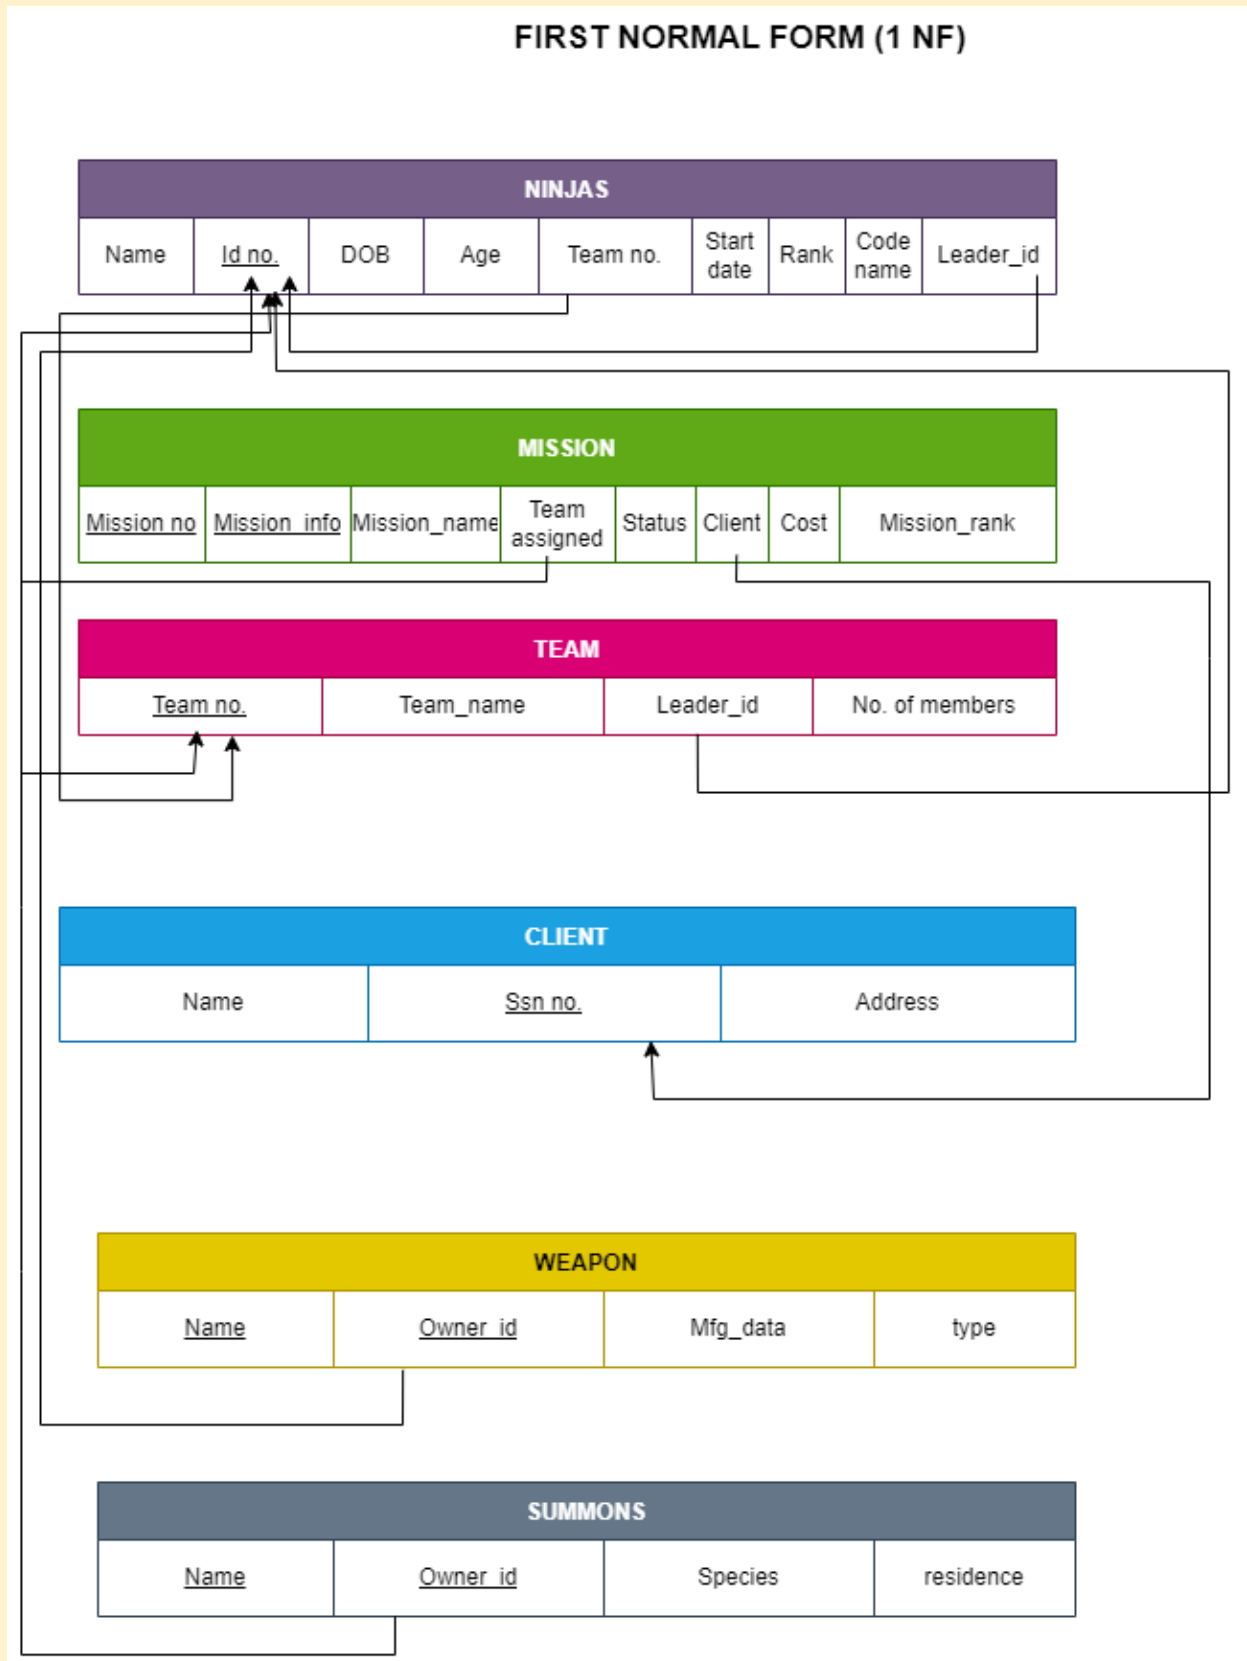 FIRST NORMAL FORM (1 NF)
NINJAS
Name Id no. DOB Age Team no. Start date Rank Code name Leader_id
MISSION
Mission no Mission_info Mission_name Team assigned Status Client Cost Mission_rank
TEAM
Team no. Team_name Leader_id No. of members
CLIENT
Name Ssn no. Address
WEAPON
Name Owner_id Mfg_data type
SUMMONS
Name Owner_id Species residence